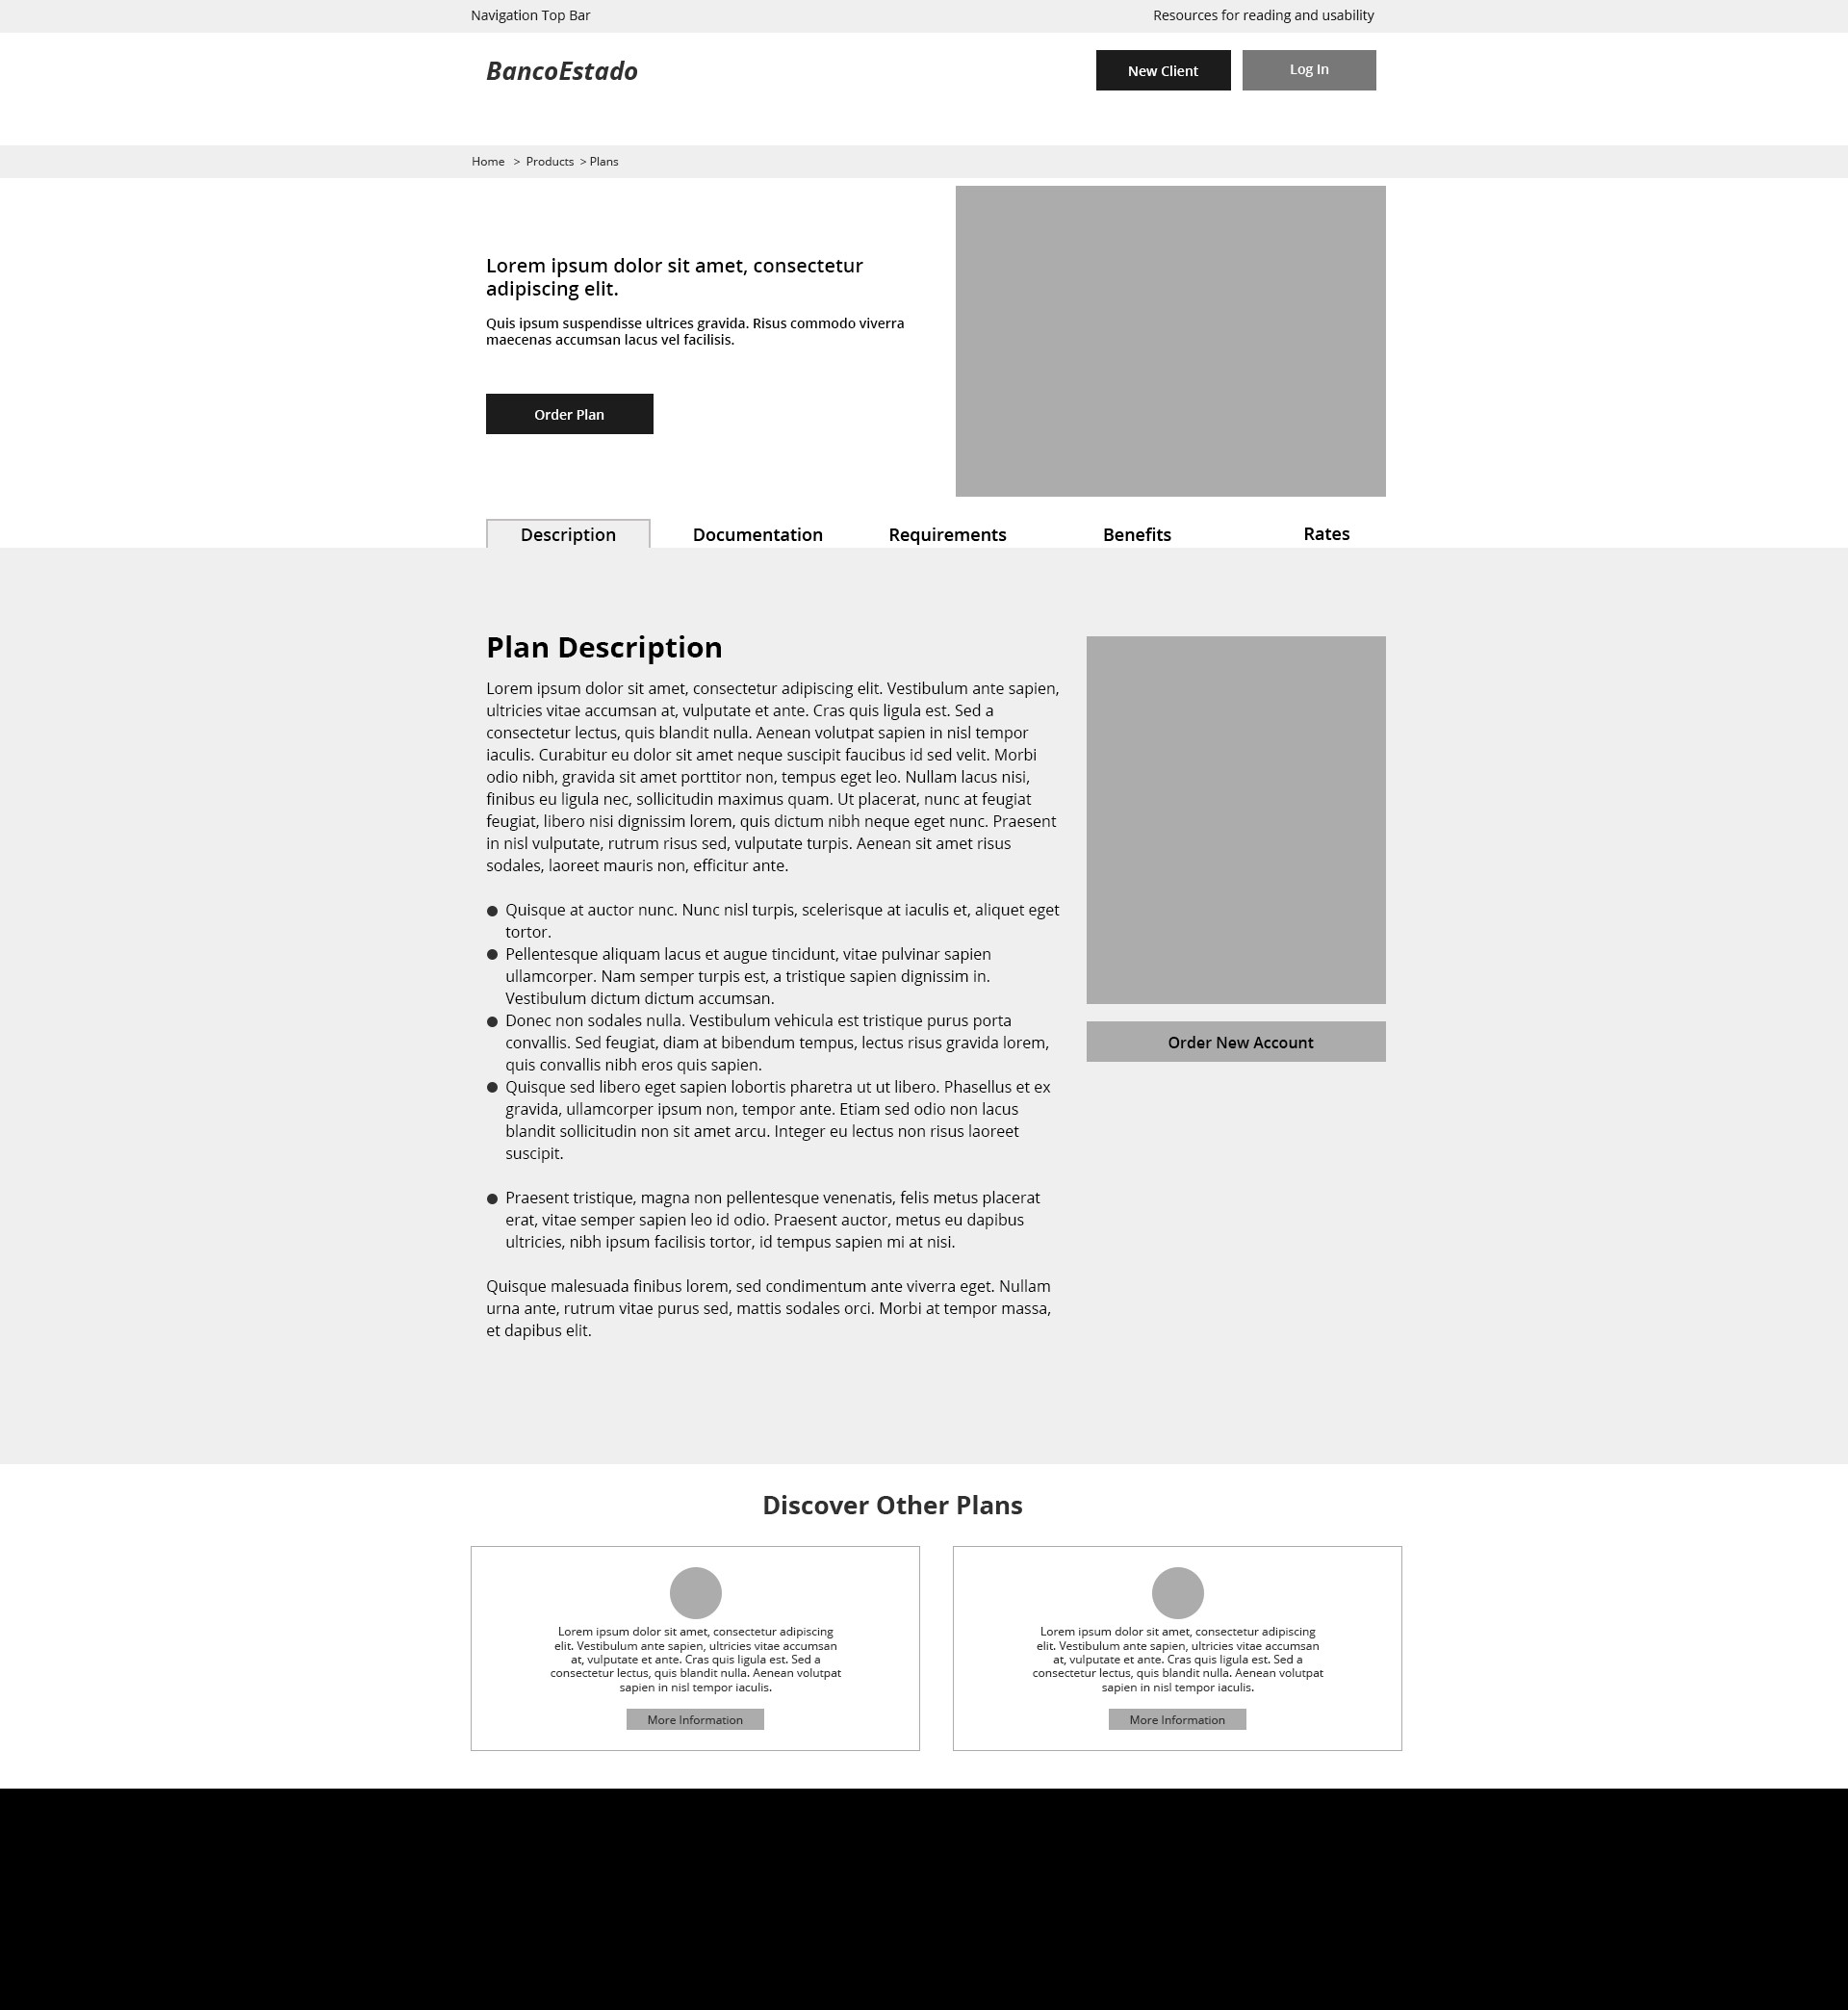 Navigation Top Bar
Resources for reading and usability
BancoEstado
New Client
Log In
Home > Products > Plans
Lorem ipsum dolor sit amet, consectetur
adipiscing elit.
Quis ipsum suspendisse ultrices gravida. Risus commodo viverra
maecenas accumsan lacus vel facilisis.
Order Plan
Description
Documentation
Requirements
Benefits
Rates
Plan Description
Lorem ipsum dolor sit amet, consectetur adipiscing elit. Vestibulum ante sapien,
ultricies vitae accumsan at, vulputate et ante. Cras quis ligula est. Sed a
consectetur lectus, quis blandit nulla. Aenean volutpat sapien in nisl tempor
iaculis. Curabitur eu dolor sit amet neque suscipit faucibus id sed velit. Morbi
odio nibh, gravida sit amet porttitor non, tempus eget leo. Nullam lacus nisi,
finibus eu ligula nec, sollicitudin maximus quam. Ut placerat, nunc at feugiat
feugiat, libero nisi dignissim lorem, quis dictum nibh neque eget nunc. Praesent
in nisl vulputate, rutrum risus sed, vulputate turpis. Aenean sit amet risus
sodales, laoreet mauris non, efficitur ante.
● Quisque at auctor nunc. Nunc nisl turpis, scelerisque at iaculis et, aliquet eget
tortor.
● Pellentesque aliquam lacus et augue tincidunt, vitae pulvinar sapien
ullamcorper. Nam semper turpis est, a tristique sapien dignissim in.
Vestibulum dictum dictum accumsan.
● Donec non sodales nulla. Vestibulum vehicula est tristique purus porta
convallis. Sed feugiat, diam at bibendum tempus, lectus risus gravida lorem,
quis convallis nibh eros quis sapien.
● Quisque sed libero eget sapien lobortis pharetra ut ut libero. Phasellus et ex
gravida, ullamcorper ipsum non, tempor ante. Etiam sed odio non lacus
blandit sollicitudin non sit amet arcu. Integer eu lectus non risus laoreet
suscipit.
● Praesent tristique, magna non pellentesque venenatis, felis metus placerat
erat, vitae semper sapien leo id odio. Praesent auctor, metus eu dapibus
ultricies, nibh ipsum facilisis tortor, id tempus sapien mi at nisi.
Quisque malesuada finibus lorem, sed condimentum ante viverra eget. Nullam
urna ante, rutrum vitae purus sed, mattis sodales orci. Morbi at tempor massa,
et dapibus elit.
Order New Account
Discover Other Plans
Lorem ipsum dolor sit amet, consectetur adipiscing
elit. Vestibulum ante sapien, ultricies vitae accumsan
at, vulputate et ante. Cras quis ligula est. Sed a
consectetur lectus, quis blandit nulla. Aenean volutpat
sapien in nisl tempor iaculis.
More Information
Lorem ipsum dolor sit amet, consectetur adipiscing
elit. Vestibulum ante sapien, ultricies vitae accumsan
at, vulputate et ante. Cras quis ligula est. Sed a
consectetur lectus, quis blandit nulla. Aenean volutpat
sapien in nisl tempor iaculis.
More Information